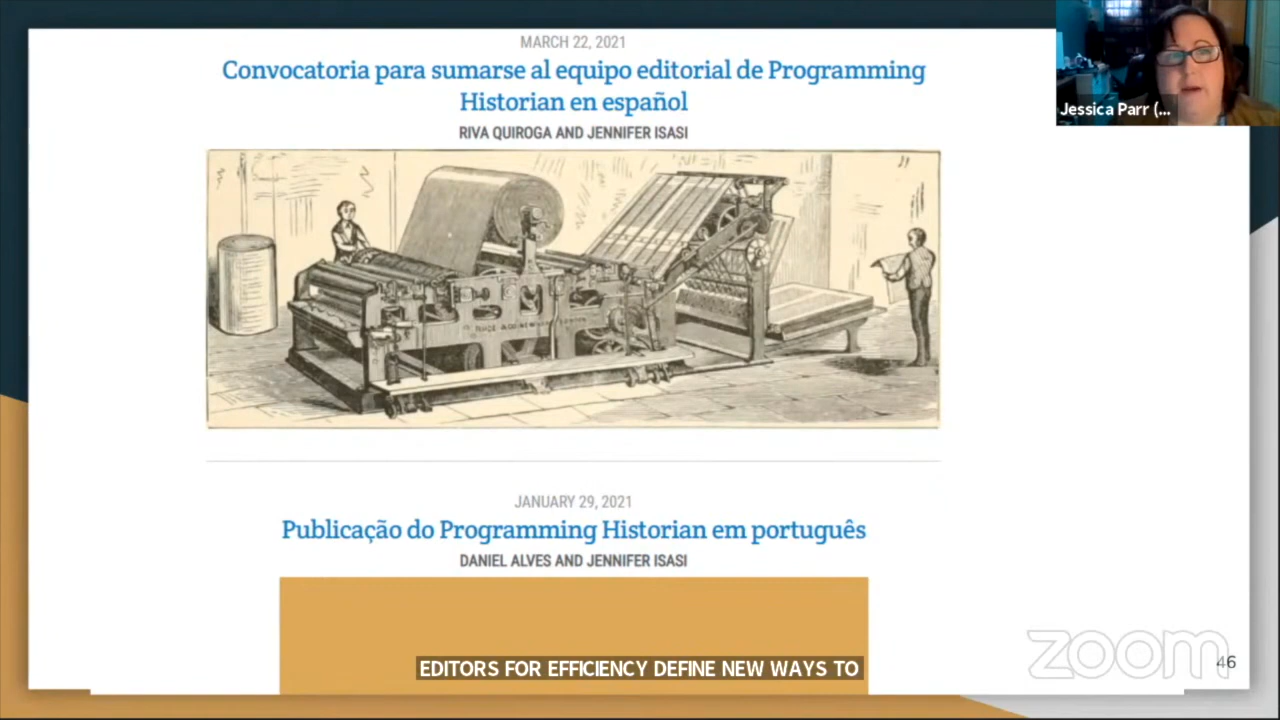 MARCH 22, 2021
Convocatoria para sumarse al equipo editorial de Programming
Historian en español
RIVA QUIROGA AND JENNIFER ISASI
Jessica Parr (...
JANUARY 29, 2021
Publicação do Programming Historian em português
DANIEL ALVES AND JENNIFER ISASI
EDITORS FOR EFFICIENCY DEFINE NEW WAYS TO
zoom
46